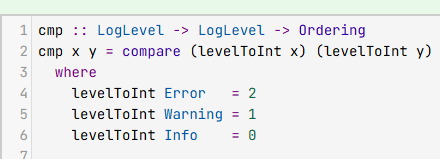 1 cmp :: LogLevel -> LogLevel -> Ordering
2 cmp x y = compare (levelToInt x) (levelToInt y)
3   where
4     levelToInt Error   = 2
5     levelToInt Warning = 1
6     levelToInt Info    = 0
7